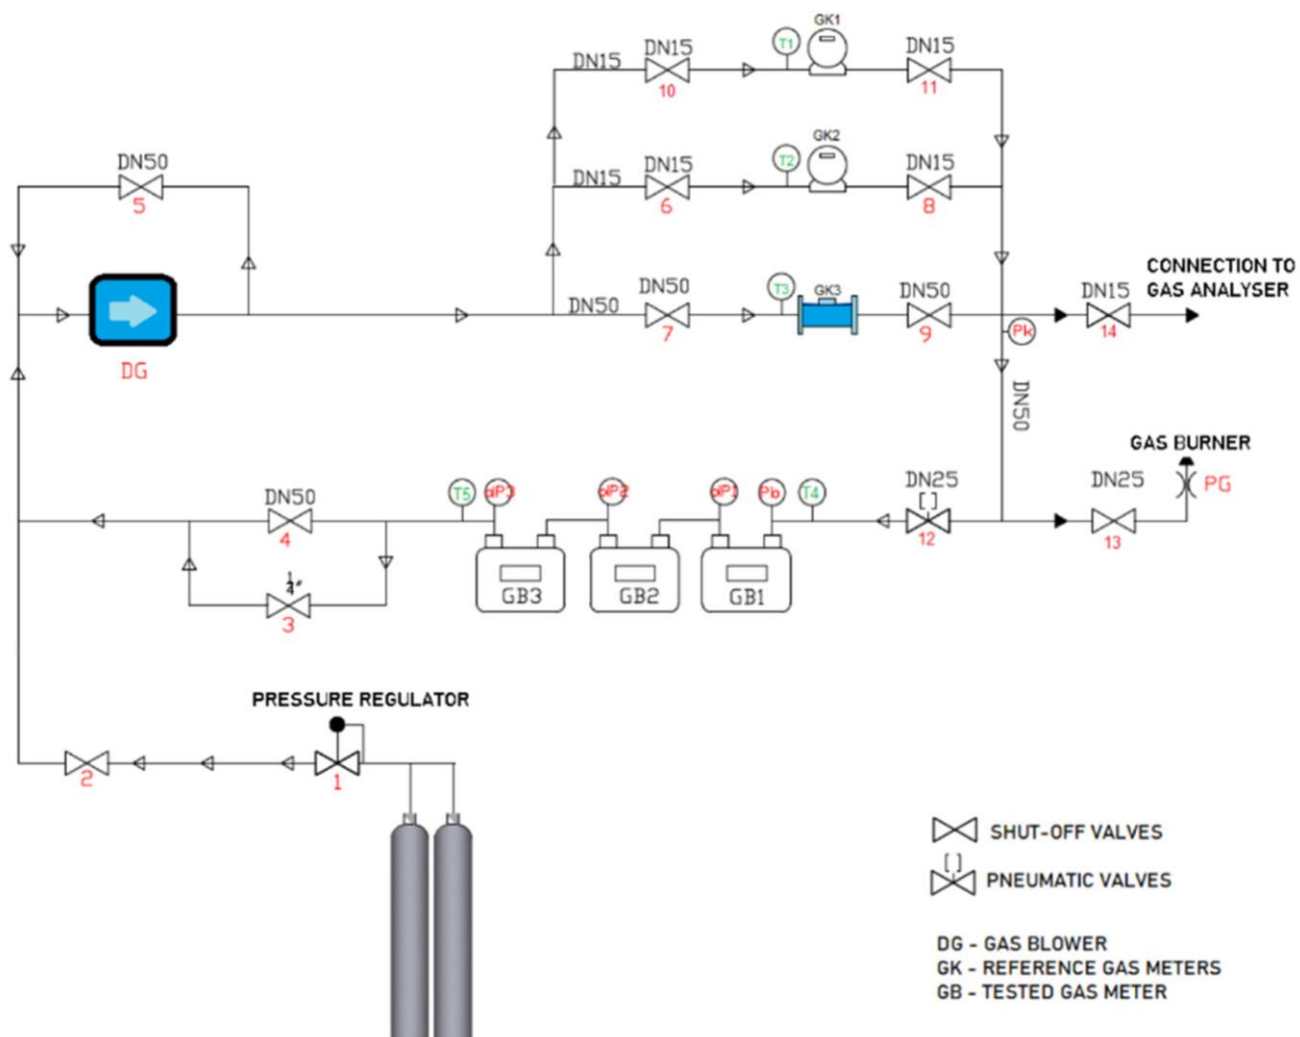 GK1
T1
DN15
DN15
DN15
10
11
DN50
5
GK2
T2
DN15
DN15
DN15
6
8
CONNECTION TO
GAS ANALYSER
DN50
T3
GK3
DN50
DN50
DN15
7
9
Pk
14
DG
DN50
GAS BURNER
DN50
T5
dP3
dP2
dP1
Pb
T4
DN25
[]
DN25
PG
4
12
13
GB3
GB2
GB1
3
PRESSURE REGULATOR
2
1
SHUT-OFF VALVES
[]
PNEUMATIC VALVES
DG - GAS BLOWER
GK - REFERENCE GAS METERS
GB - TESTED GAS METER